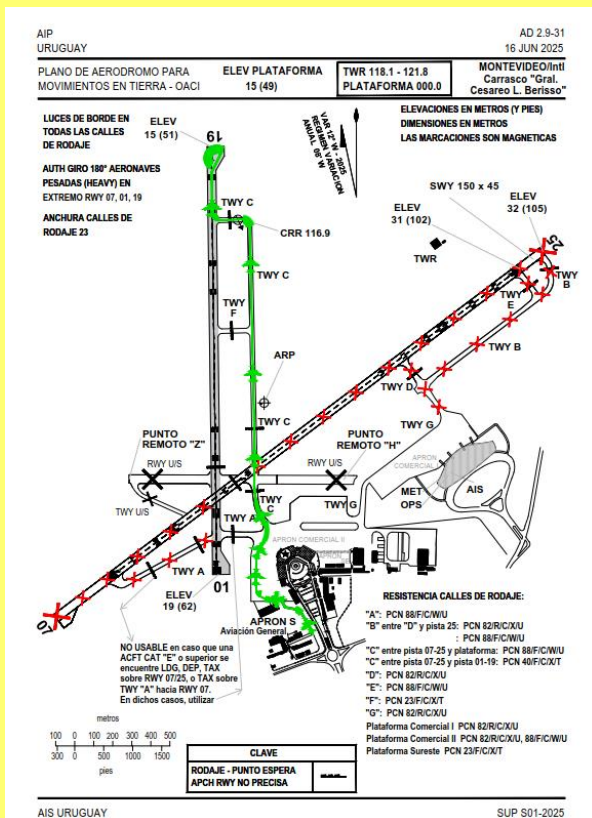 AIP
URUGUAY
AD 2.9-31
16 JUN 2025
PLANO DE AERODROMO PARA
MOVIMIENTOS EN TIERRA - OACI
ELEV PLATAFORMA
15 (49)
TWR 118.1 - 121.8
PLATAFORMA 000.0
MONTEVIDEO/Intl
Carrasco "Gral.
Cesareo L. Berisso"
LUCES DE BORDE EN
TODAS LAS CALLES
DE RODAJE
AUTH GIRO 180° AERONAVES
PESADAS (HEAVY) EN
EXTREMO RWY 07, 01, 19
ANCHURA CALLES DE
RODAJE 23
ELEV
15 (51)
19
VAR 12° W - 2025
REGIMEN VARIACION
ANUAL 08' W
ELEVACIONES EN METROS (Y PIES)
DIMENSIONES EN METROS
LAS MARCACIONES SON MAGNETICAS
SWY 150 x 45
ELEV
31 (102)
ELEV
32 (105)
25
TWY C
CRR 116.9
TWR
TWY C
TWY
E
TWY
B
TWY
F
TWY B
ARP
TWY D
TWY C
TWY G
PUNTO
REMOTO "Z"
PUNTO
REMOTO "H"
APRON
COMERCIAL I
RWY U/S
RWY U/S
MET
OPS
AIS
TWY U/S
TWY
C
TWY G
TWY A
APRON COMERCIAL II
TWY A
ELEV
19 (62)
01
07
APRON S
Aviación General
NO USABLE en caso que una
ACFT CAT "E" o superior se
encuentre LDG, DEP, TAX
sobre RWY 07/25, o TAX sobre
TWY "A" hacia RWY 07.
En dichos casos, utilizar
RESISTENCIA CALLES DE RODAJE:
"A": PCN 88/F/C/W/U
"B" entre "D" y pista 25: PCN 82/R/C/X/U
: PCN 88/F/C/W/U
"C" entre pista 07-25 y plataforma: PCN 88/F/C/W/U
"C" entre pista 07-25 y pista 01-19: PCN 40/F/C/X/T
"D": PCN 82/R/C/X/U
"E": PCN 88/F/C/W/U
"F": PCN 23/F/C/X/T
"G": PCN 82/R/C/X/U
Plataforma Comercial I PCN 82/R/C/X/U
Plataforma Comercial II PCN 82/R/C/X/U, 88/F/C/W/U
Plataforma Sureste PCN 23/F/C/X/T
metros
100 0 100 200 300 400 500
300 0 500 1000 1500
pies
CLAVE
RODAJE - PUNTO ESPERA
APCH RWY NO PRECISA
AIS URUGUAY
SUP S01-2025